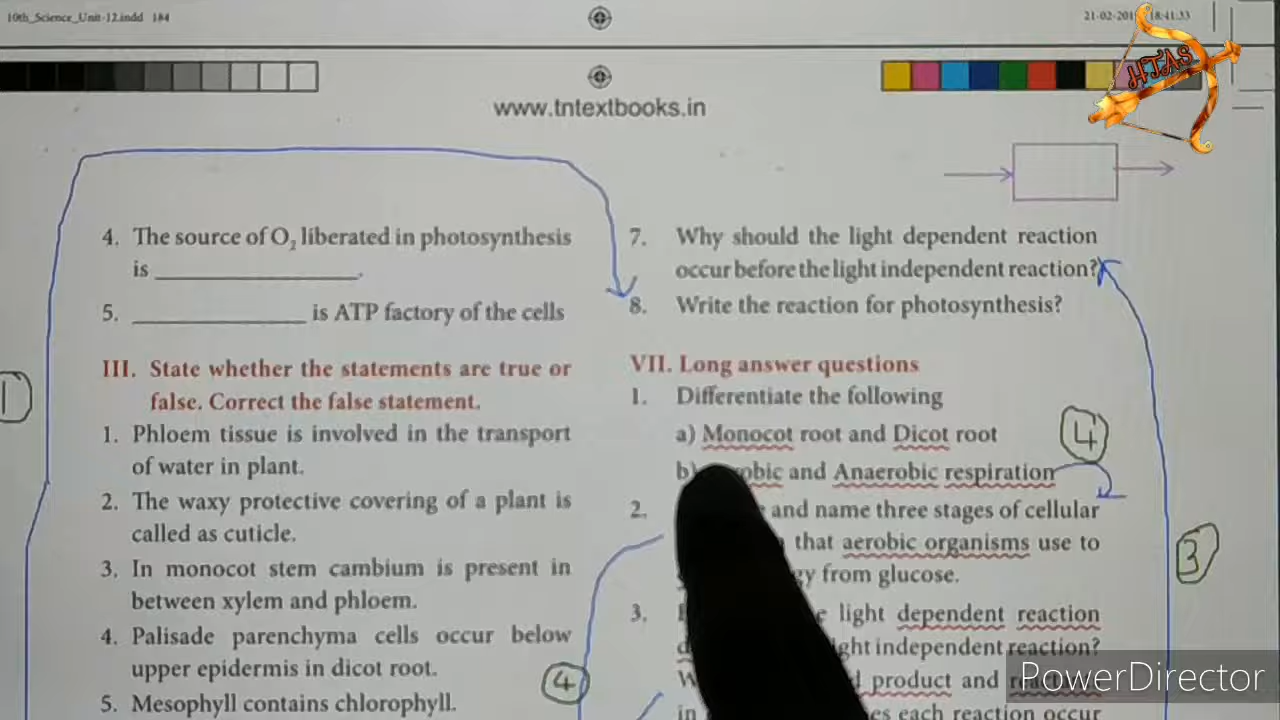 10th_Science_Unit-12.indd 184
18:41:33
HTAS
www.tntextbooks.in
4. The source of O₂ liberated in photosynthesis
is ____________.
5. ____________ is ATP factory of the cells
III. State whether the statements are true or
false. Correct the false statement.
1. Phloem tissue is involved in the transport
of water in plant.
2. The waxy protective covering of a plant is
called as cuticle.
3. In monocot stem cambium is present in
between xylem and phloem.
4. Palisade parenchyma cells occur below
upper epidermis in dicot root.
5. Mesophyll contains chlorophyll.
1
4
7. Why should the light dependent reaction
occur before the light independent reaction?
8. Write the reaction for photosynthesis?
VII. Long answer questions
1. Differentiate the following
a) Monocot root and Dicot root
b) and Anaerobic respiration
4
2. and name three stages of cellular
that aerobic organisms use to
from glucose.
3
3. light dependent reaction
independent reaction?
product and
in each reaction occur
PowerDirector